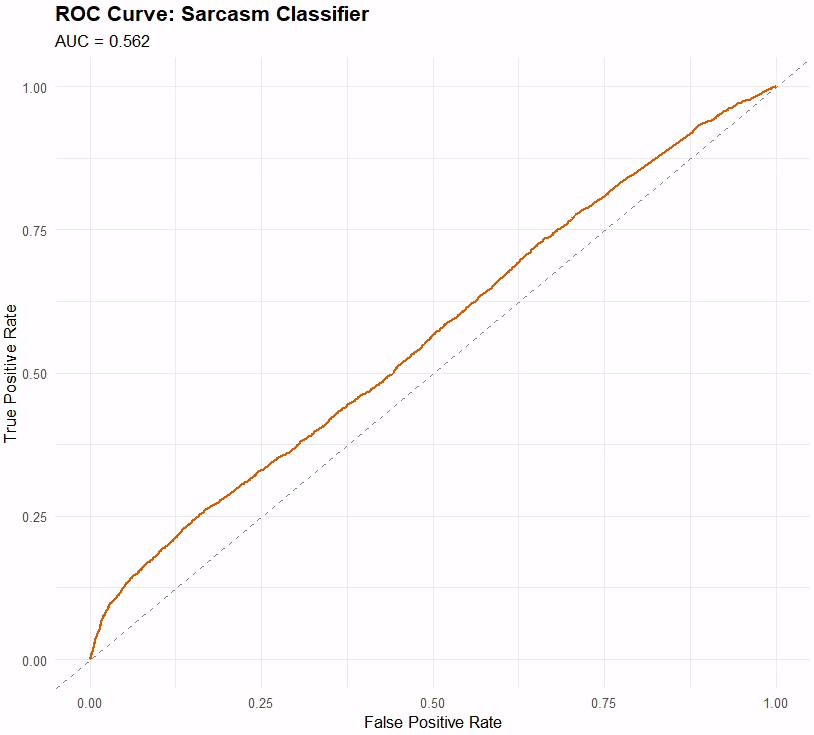 ROC Curve: Sarcasm Classifier
AUC = 0.562
True Positive Rate
1.00
0.75
0.50
0.25
0.00
0.00 0.25 0.50 0.75 1.00
False Positive Rate